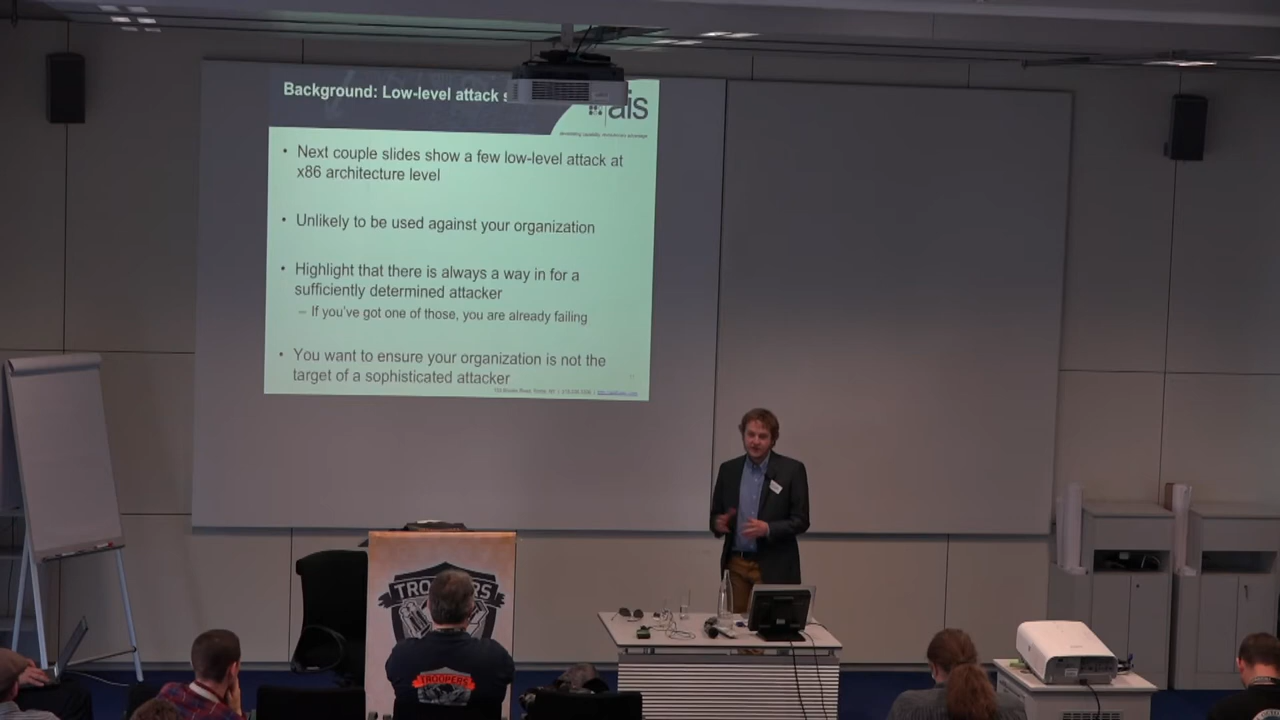 Background: Low-level attack
ais
• Next couple slides show a few low-level attack at
x86 architecture level
• Unlikely to be used against your organization
• Highlight that there is always a way in for a
sufficiently determined attacker
– If you've got one of those, you are already failing
• You want to ensure your organization is not the
target of a sophisticated attacker
TROOPERS
TROOPERS